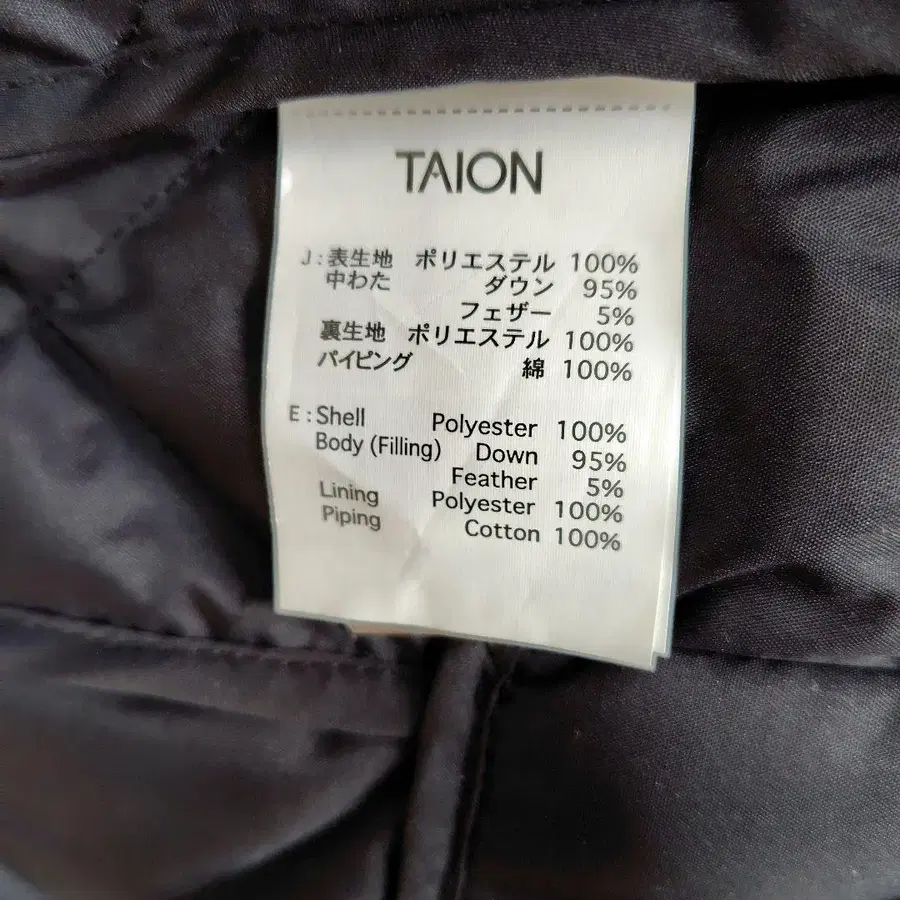 TAION
J : 表生地 ポリエステル 100%
中わた ダウン 95%
フェザー 5%
裏生地 ポリエステル 100%
パイピング 綿 100%
E : Shell Polyester 100%
Body (Filling) Down 95%
Feather 5%
Lining Polyester 100%
Piping Cotton 100%